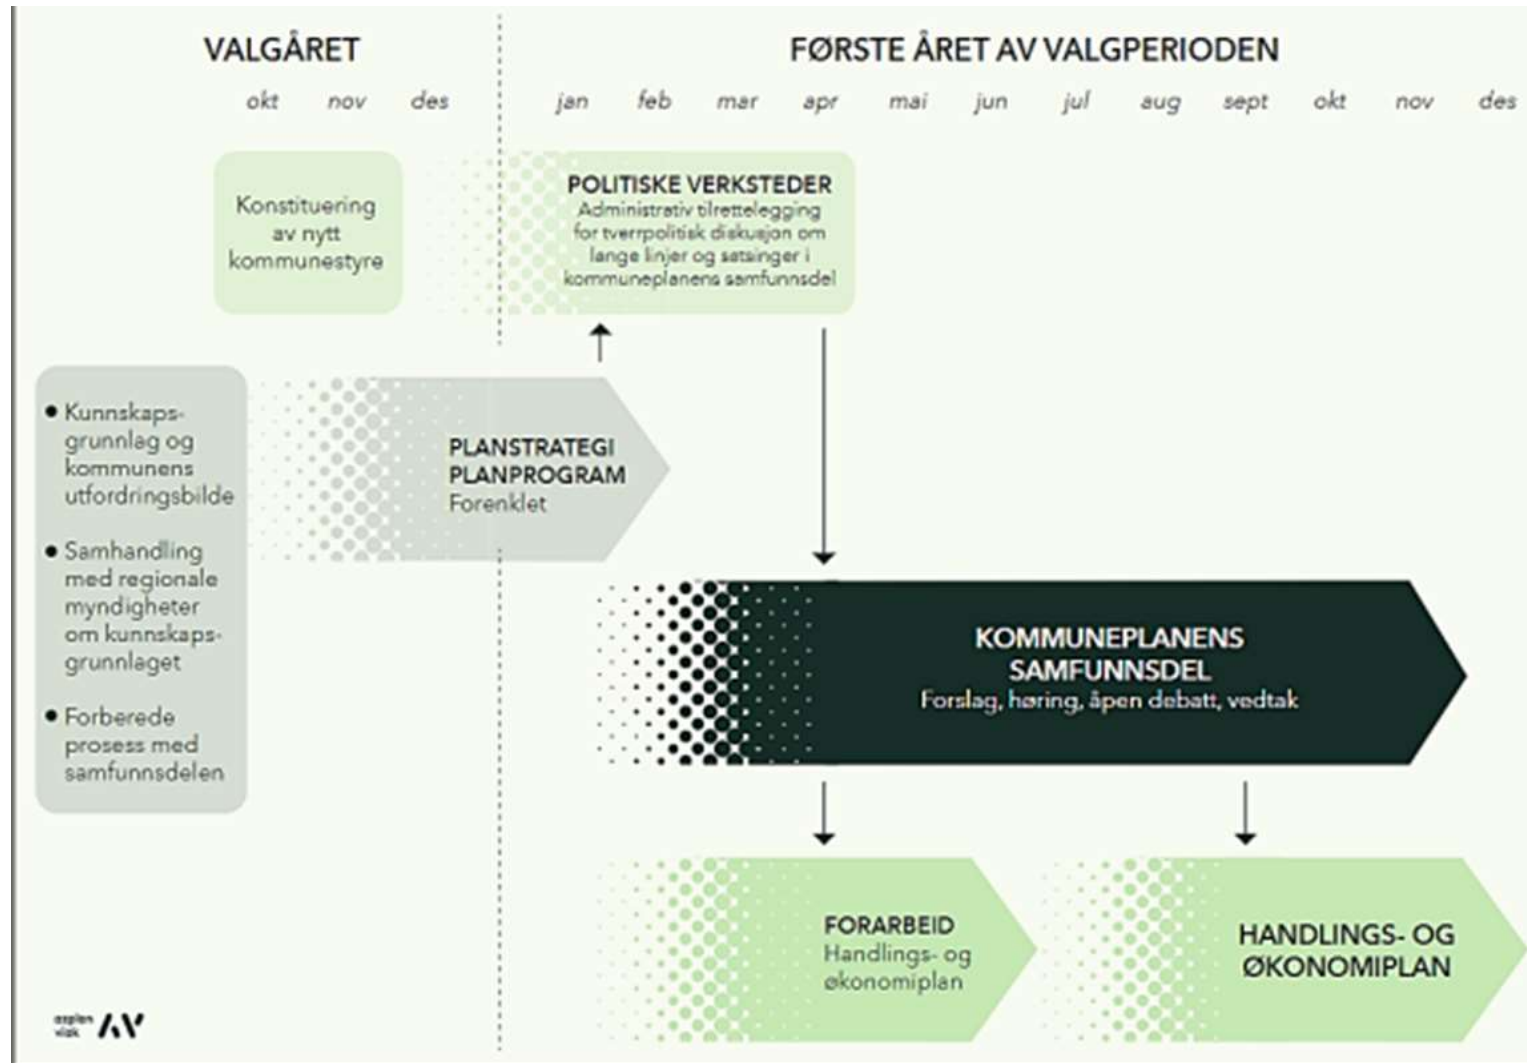 VALGÅRET
FØRSTE ÅRET AV VALGPERIODEN
okt nov des jan feb mar apr mai jun jul aug sept okt nov des
Konstituering
av nytt
kommunestyre
POLITISKE VERKSTEDER
Administrativ tilrettelegging
for tverrpolitisk diskusjon om
lange linjer og satsinger i
kommuneplanens samfunnsdel
• Kunnskaps-
grunnlag og
kommunens
utfordringsbilde
• Samhandling
med regionale
myndigheter
om kunnskaps-
grunnlaget
• Forberede
prosess med
samfunnsdelen
PLANSTRATEGI
PLANPROGRAM
Forenklet
KOMMUNEPLANENS
SAMFUNNSDEL
Forslag, høring, åpen debatt, vedtak
FORARBEID
Handlings- og
økonomiplan
HANDLINGS- OG
ØKONOMIPLAN
asplan
viak